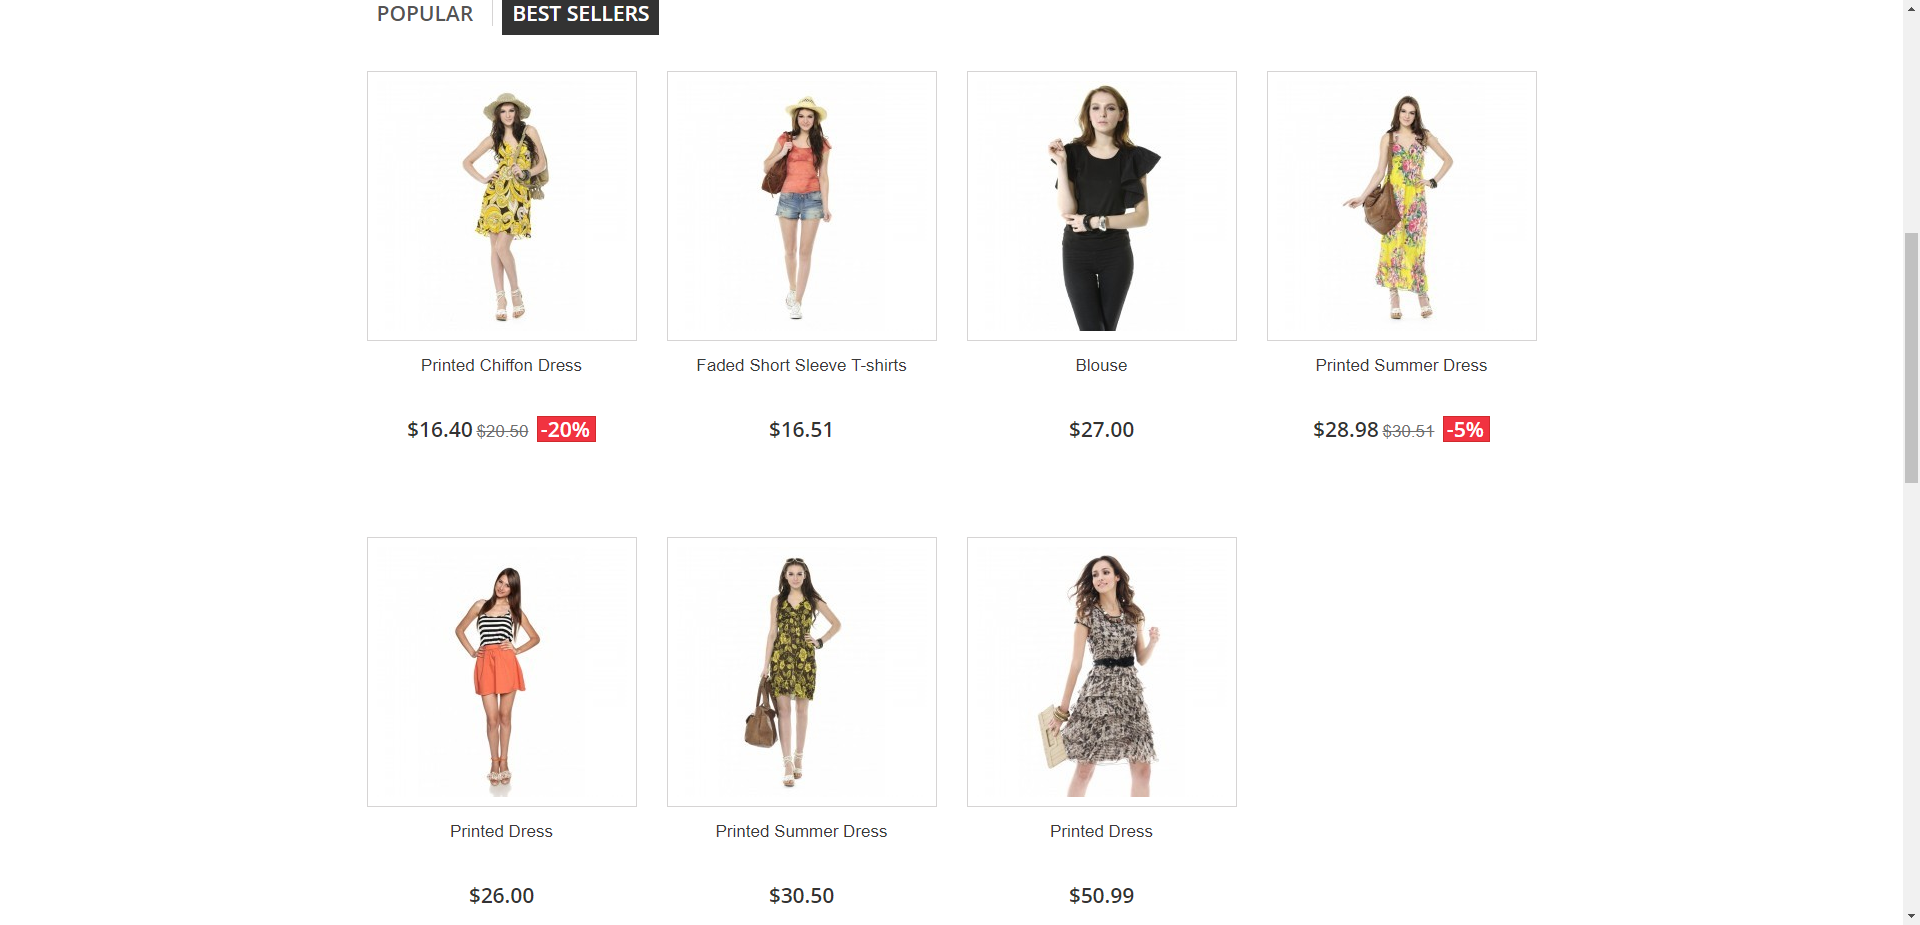 POPULAR BEST SELLERS
Printed Chiffon Dress Faded Short Sleeve T-shirts Blouse Printed Summer Dress
$16.40 $20.50 -20% $16.51 $27.00 $28.98 $30.51 -5%
Printed Dress Printed Summer Dress Printed Dress
$26.00 $30.50 $50.99